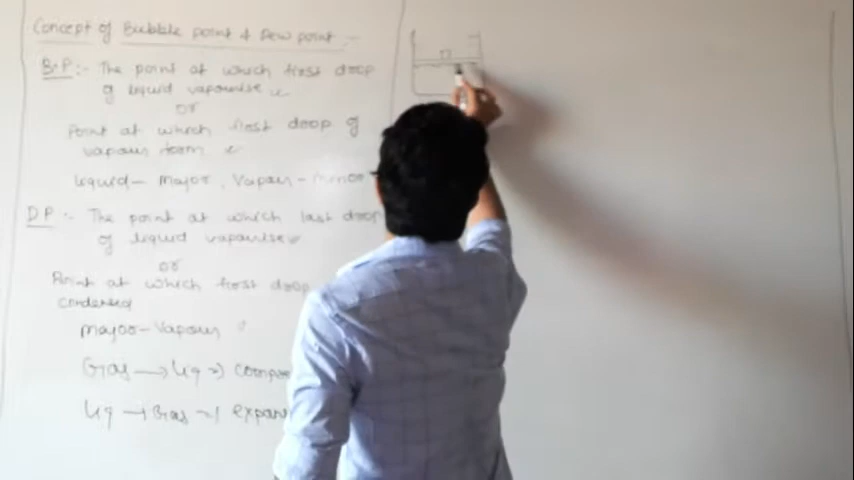 Concept of Bubble point & Dew point :-
B.P :- The point at which first drop
of liquid vapourise
or
Point at which first drop of
vapour form
liquid - Major, Vapour - Minor
D.P :- The point at which last drop
of liquid vapourise
or
Point at which first drop
condensed
Major - Vapour
Gas → liq ⇒
liq → Gas ⇒